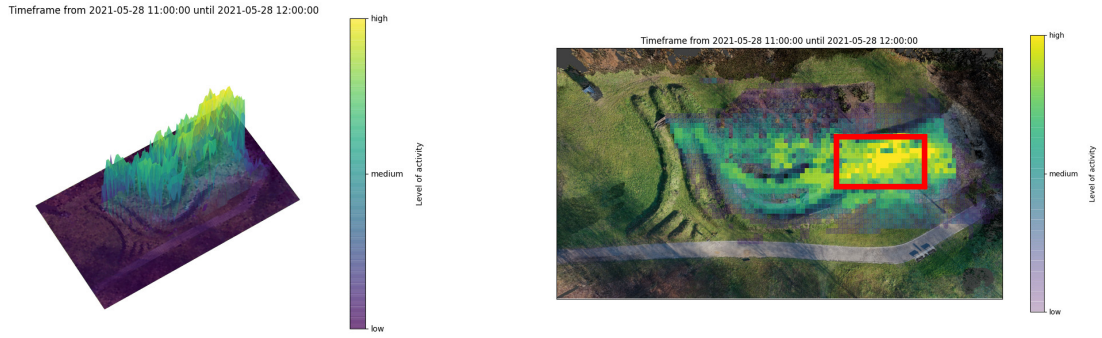 Timeframe from 2021-05-28 11:00:00 until 2021-05-28 12:00:00
high
medium
low
Level of activity
Timeframe from 2021-05-28 11:00:00 until 2021-05-28 12:00:00
high
medium
low
Level of activity